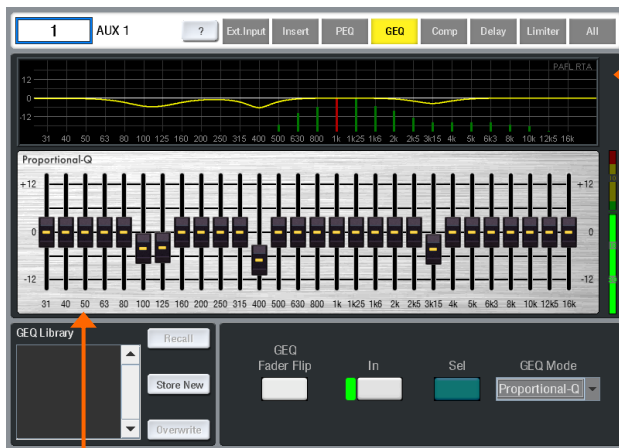 1 AUX 1 ? Ext.Input Insert PEQ GEQ Comp Delay Limiter All
PAFL RTA
12
0
-12
31 40 50 63 80 100 125 160 200 250 315 400 500 630 800 1k 1k25 1k6 2k 2k5 3k15 4k 5k 6k3 8k 10k 12k5 16k
Proportional-Q
+12 +12
0 0
-12 -12
31 40 50 63 80 100 125 160 200 250 315 400 500 630 800 1k 1k25 1k6 2k 2k5 3k15 4k 5k 6k3 8k 10k 12k5 16k
GEQ Library
Recall
Store New
Overwrite
GEQ
Fader Flip In Sel GEQ Mode
Proportional-Q